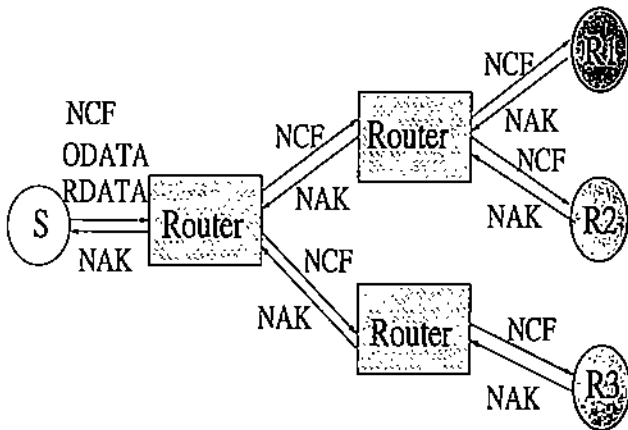 R1
NCF
NCF
Router
NAK
NCF
ODATA
RDATA
NCF
NAK
NAK
S
Router
R2
NAK
NCF
NAK
Router
NCF
NAK
R3